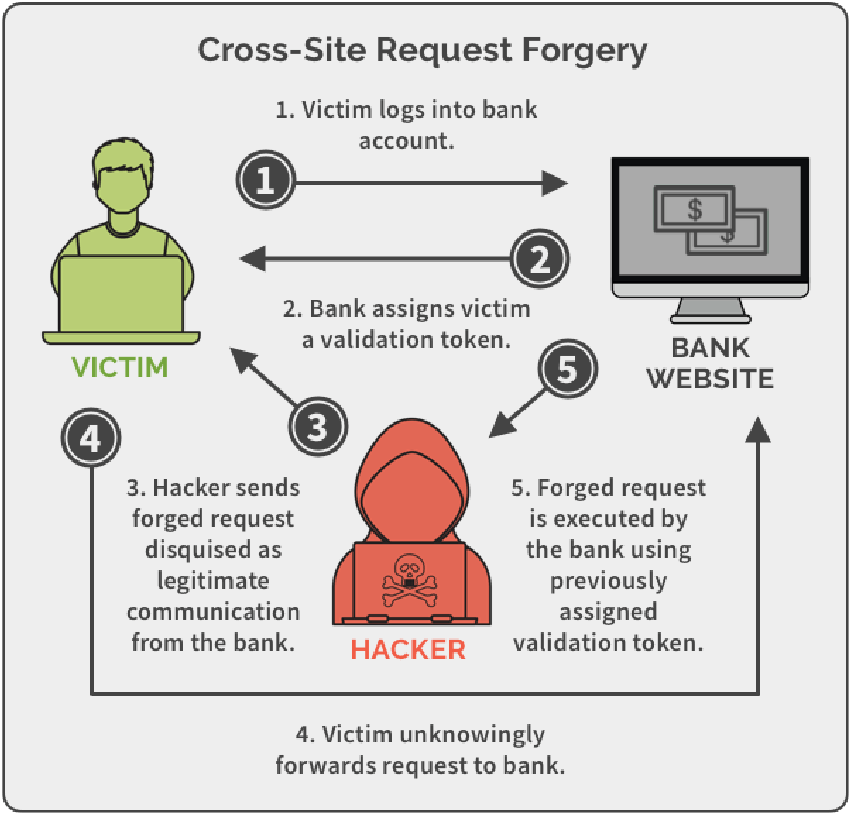 Cross-Site Request Forgery
1. Victim logs into bank
account.
1
2
$
$
2. Bank assigns victim
a validation token.
VICTIM
BANK
WEBSITE
5
3
4
3. Hacker sends
forged request
disquised as
legitimate
communication
from the bank.
5. Forged request
is executed by
the bank using
previously
assigned
validation token.
HACKER
4. Victim unknowingly
forwards request to bank.